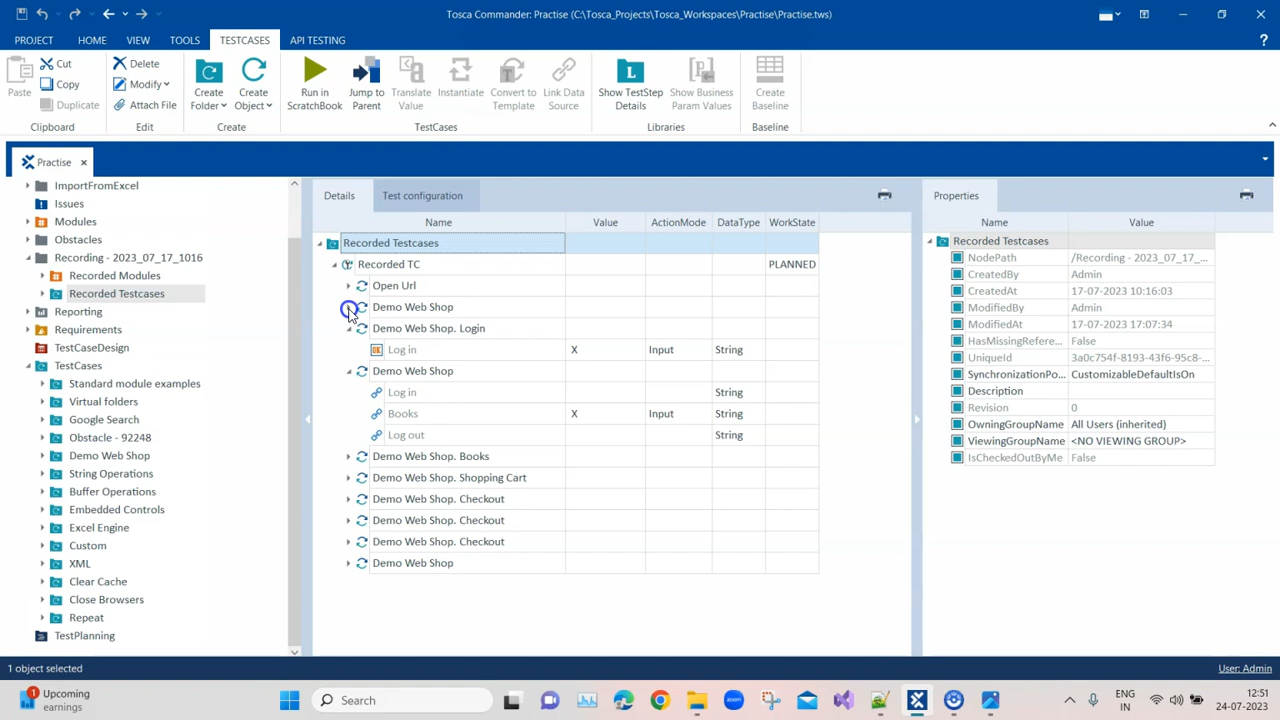 Tosca Commander: Practise (C:\Tosca_Projects\Tosca_Workspaces\Practise\Practise.tws)
PROJECT HOME VIEW TOOLS TESTCASES API TESTING
?
Paste
Cut
Copy
Duplicate
Clipboard
Delete
Modify
Attach File
Edit
Create Folder
Create Object
Create
Run in ScratchBook
Jump to Parent
Translate Value
Instantiate
Convert to Template
Link Data Source
TestCases
Show TestStep Details
Show Business Param Values
Libraries
Create Baseline
Baseline
Practise
ImportFromExcel
Issues
Modules
Obstacles
Recording - 2023_07_17_1016
Recorded Modules
Recorded Testcases
Reporting
Requirements
TestCaseDesign
TestCases
Standard module examples
Virtual folders
Google Search
Obstacle - 92248
Demo Web Shop
String Operations
Buffer Operations
Embedded Controls
Excel Engine
Custom
XML
Clear Cache
Close Browsers
Repeat
TestPlanning
Details Test configuration
Name Value ActionMode DataType WorkState
Recorded Testcases
Recorded TC PLANNED
Open Url
Demo Web Shop
Demo Web Shop. Login
Log in X Input String
Demo Web Shop
Log in String
Books X Input String
Log out String
Demo Web Shop. Books
Demo Web Shop. Shopping Cart
Demo Web Shop. Checkout
Demo Web Shop. Checkout
Demo Web Shop. Checkout
Demo Web Shop
Properties
Name Value
Recorded Testcases
NodePath /Recording - 2023_07_17_...
CreatedBy Admin
CreatedAt 17-07-2023 10:16:03
ModifiedBy Admin
ModifiedAt 17-07-2023 17:07:34
HasMissingRefere... False
UniqueId 3a0c754f-8193-43f6-95c8-...
SynchronizationPo... CustomizableDefaultIsOn
Description
Revision 0
OwningGroupName All Users (inherited)
ViewingGroupName <NO VIEWING GROUP>
IsCheckedOutByMe False
1 object selected User: Admin
1 Upcoming
earnings
Search
ENG
IN
12:51
24-07-2023